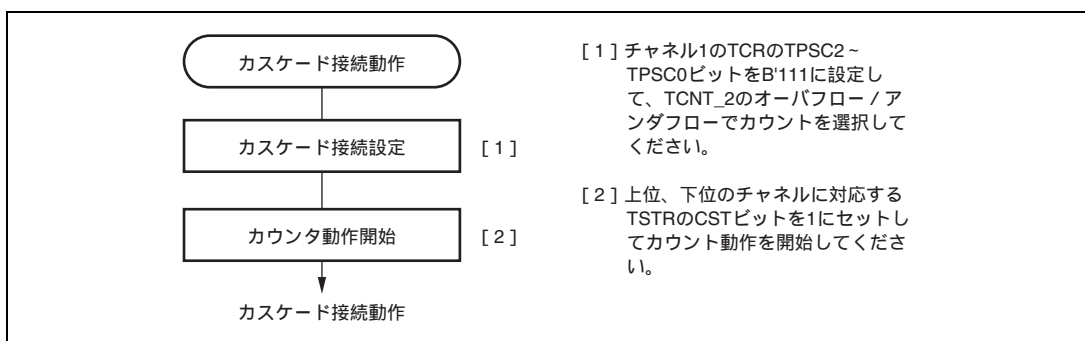 カスケード接続動作
カスケード接続設定 [1]
カウンタ動作開始 [2]
カスケード接続動作
[1] チャネル1のTCRのTPSC2~
TPSC0ビットをB'111に設定し
て、TCNT_2のオーバフロー/ア
ンダフローでカウントを選択して
ください。
[2] 上位、下位のチャネルに対応する
TSTRのCSTビットを1にセットし
てカウント動作を開始してくださ
い。